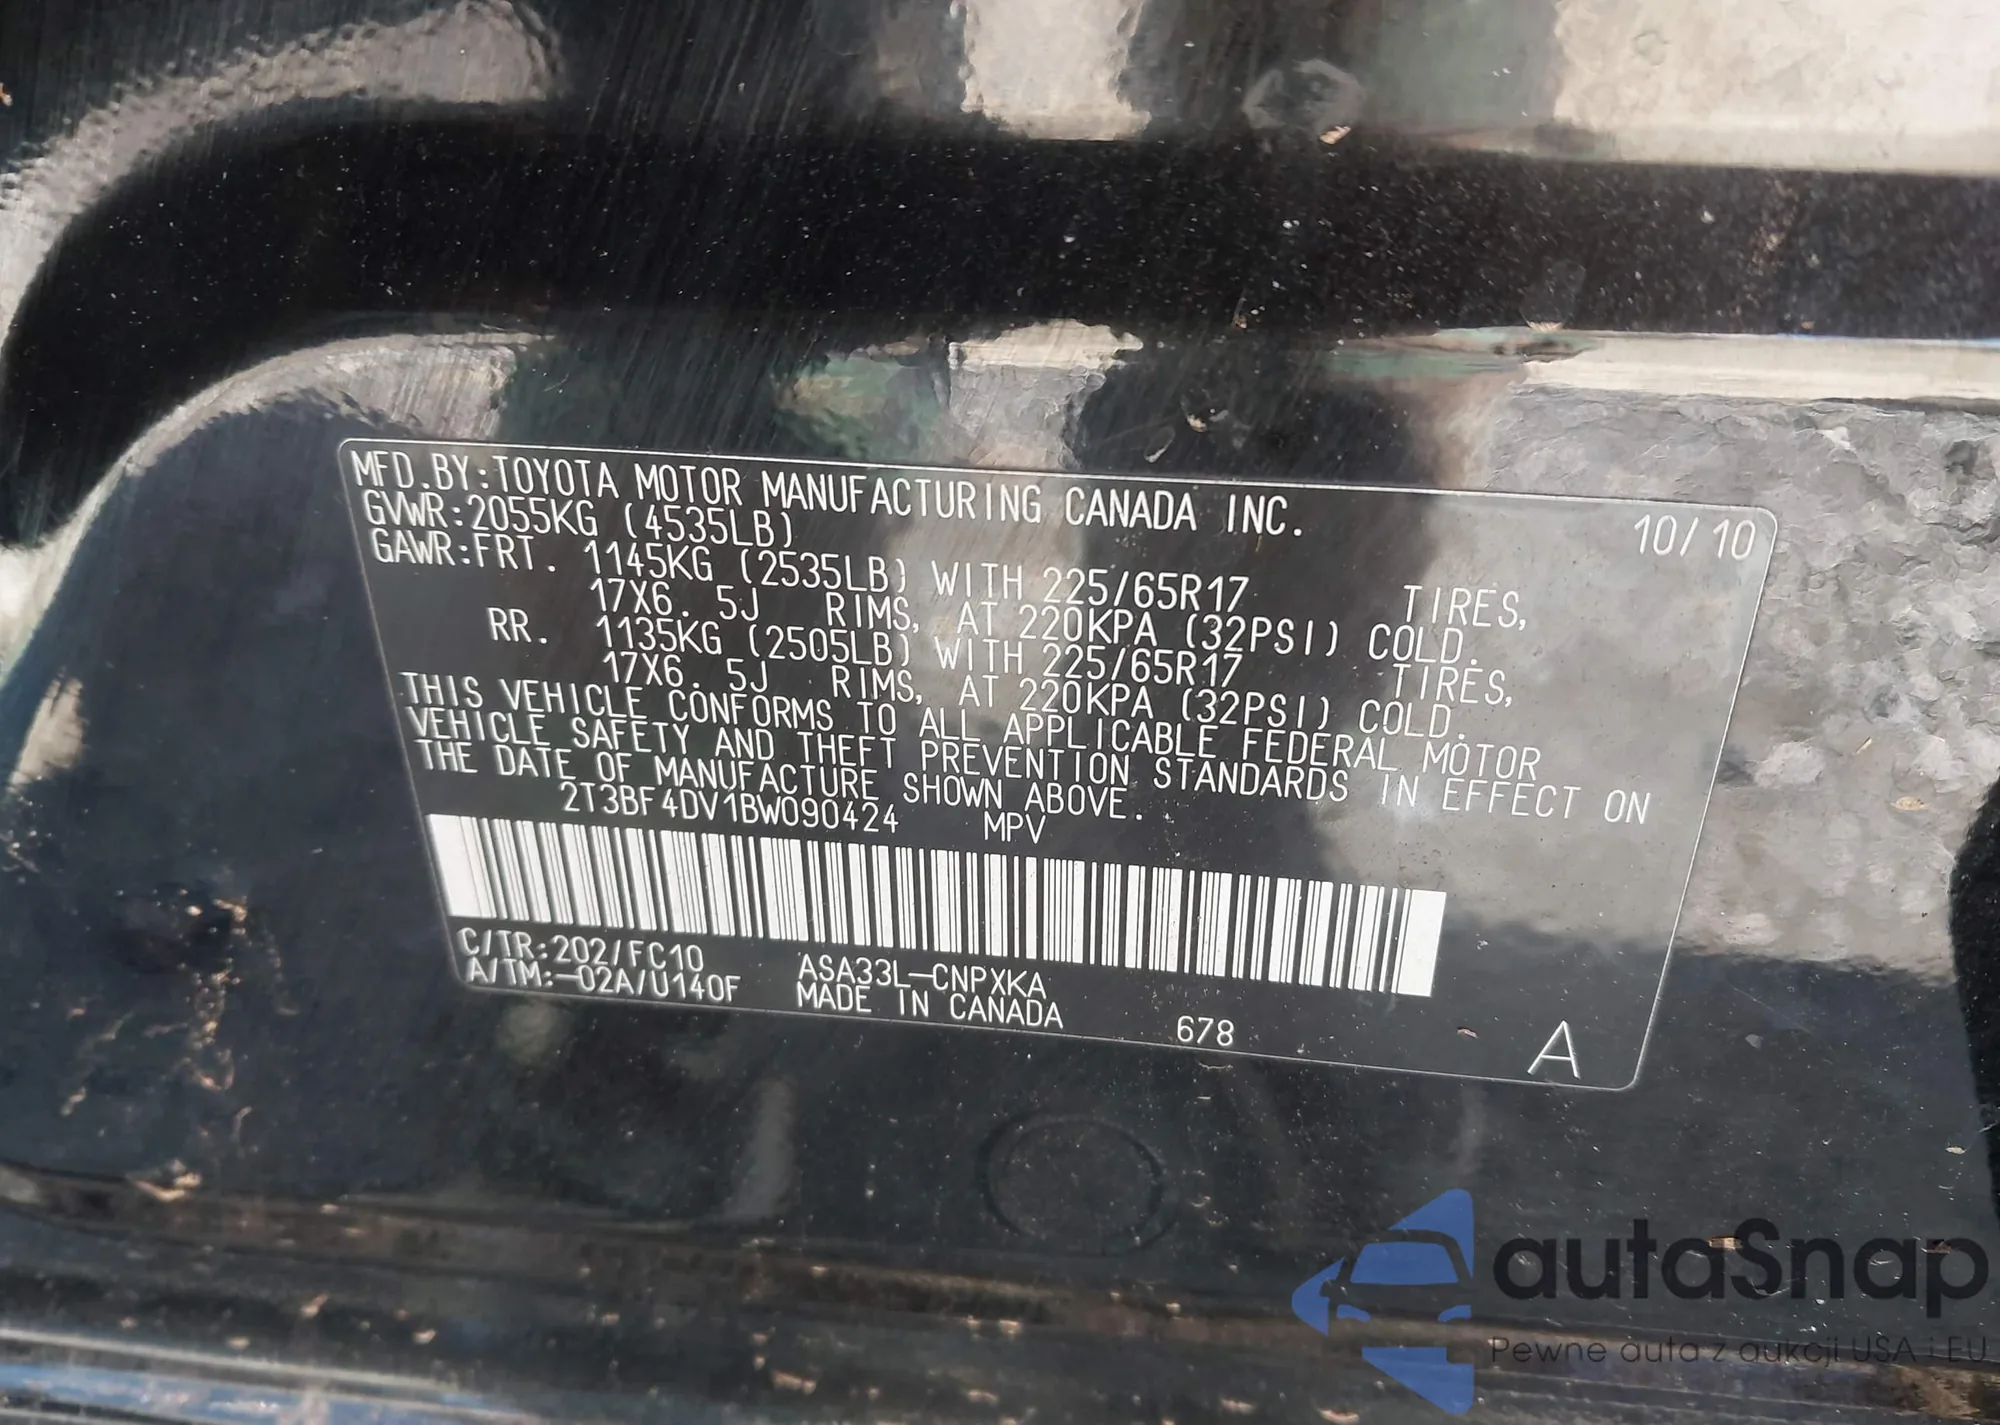 MFD.BY:TOYOTA MOTOR MANUFACTURING CANADA INC.
10/10
GVWR:2055KG (4535LB)
GAWR:FRT. 1145KG (2535LB) WITH 225/65R17 TIRES,
17X6.5J RIMS, AT 220KPA (32PSI) COLD.
RR. 1135KG (2505LB) WITH 225/65R17 TIRES,
17X6.5J RIMS, AT 220KPA (32PSI) COLD.
THIS VEHICLE CONFORMS TO ALL APPLICABLE FEDERAL MOTOR
VEHICLE SAFETY AND THEFT PREVENTION STANDARDS IN EFFECT ON
THE DATE OF MANUFACTURE SHOWN ABOVE.
2T3BF4DV1BW090424 MPV
C/TR:202/FC10 ASA33L-CNPXKA
A/TM:-02A/U140F MADE IN CANADA
678
A
autaSnap
Pewne auta z aukcji USA i EU